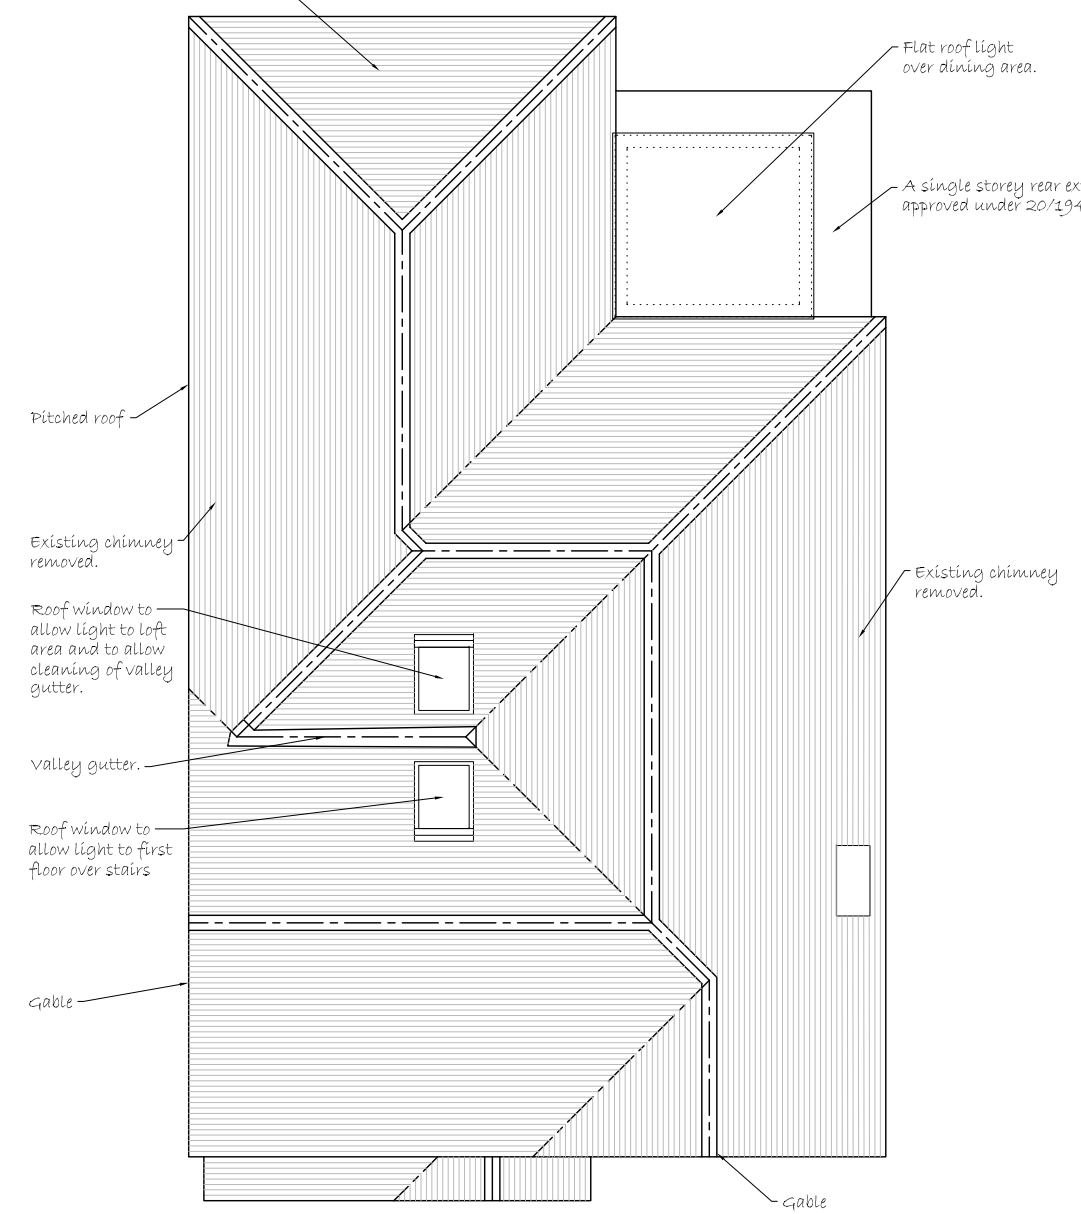 Flat roof light
over dining area.
A single storey rear
approved under 20/194
Pitched roof
Existing chimney
removed.
Existing chimney
removed.
Roof window to
allow light to loft
area and to allow
cleaning of valley
gutter.
Valley gutter.
Roof window to
allow light to first
floor over stairs
Gable
Gable